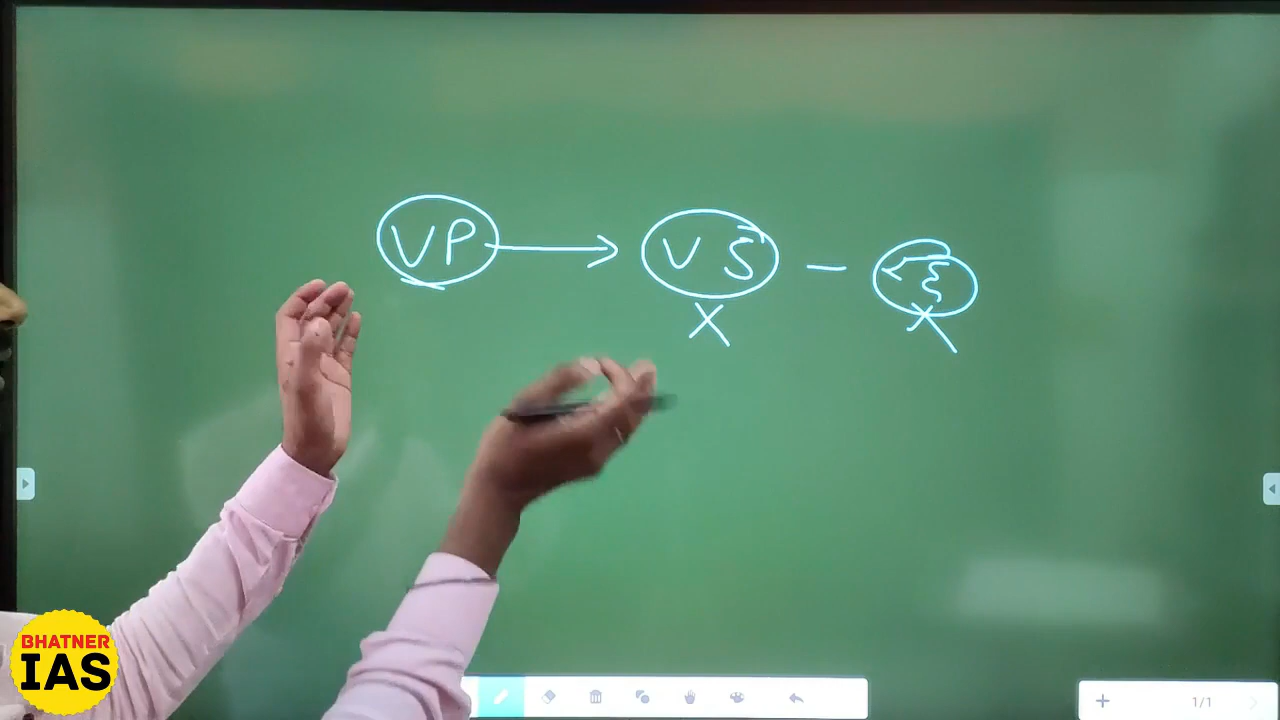 VP → VS –
X X
BHATNER
IAS
1/1